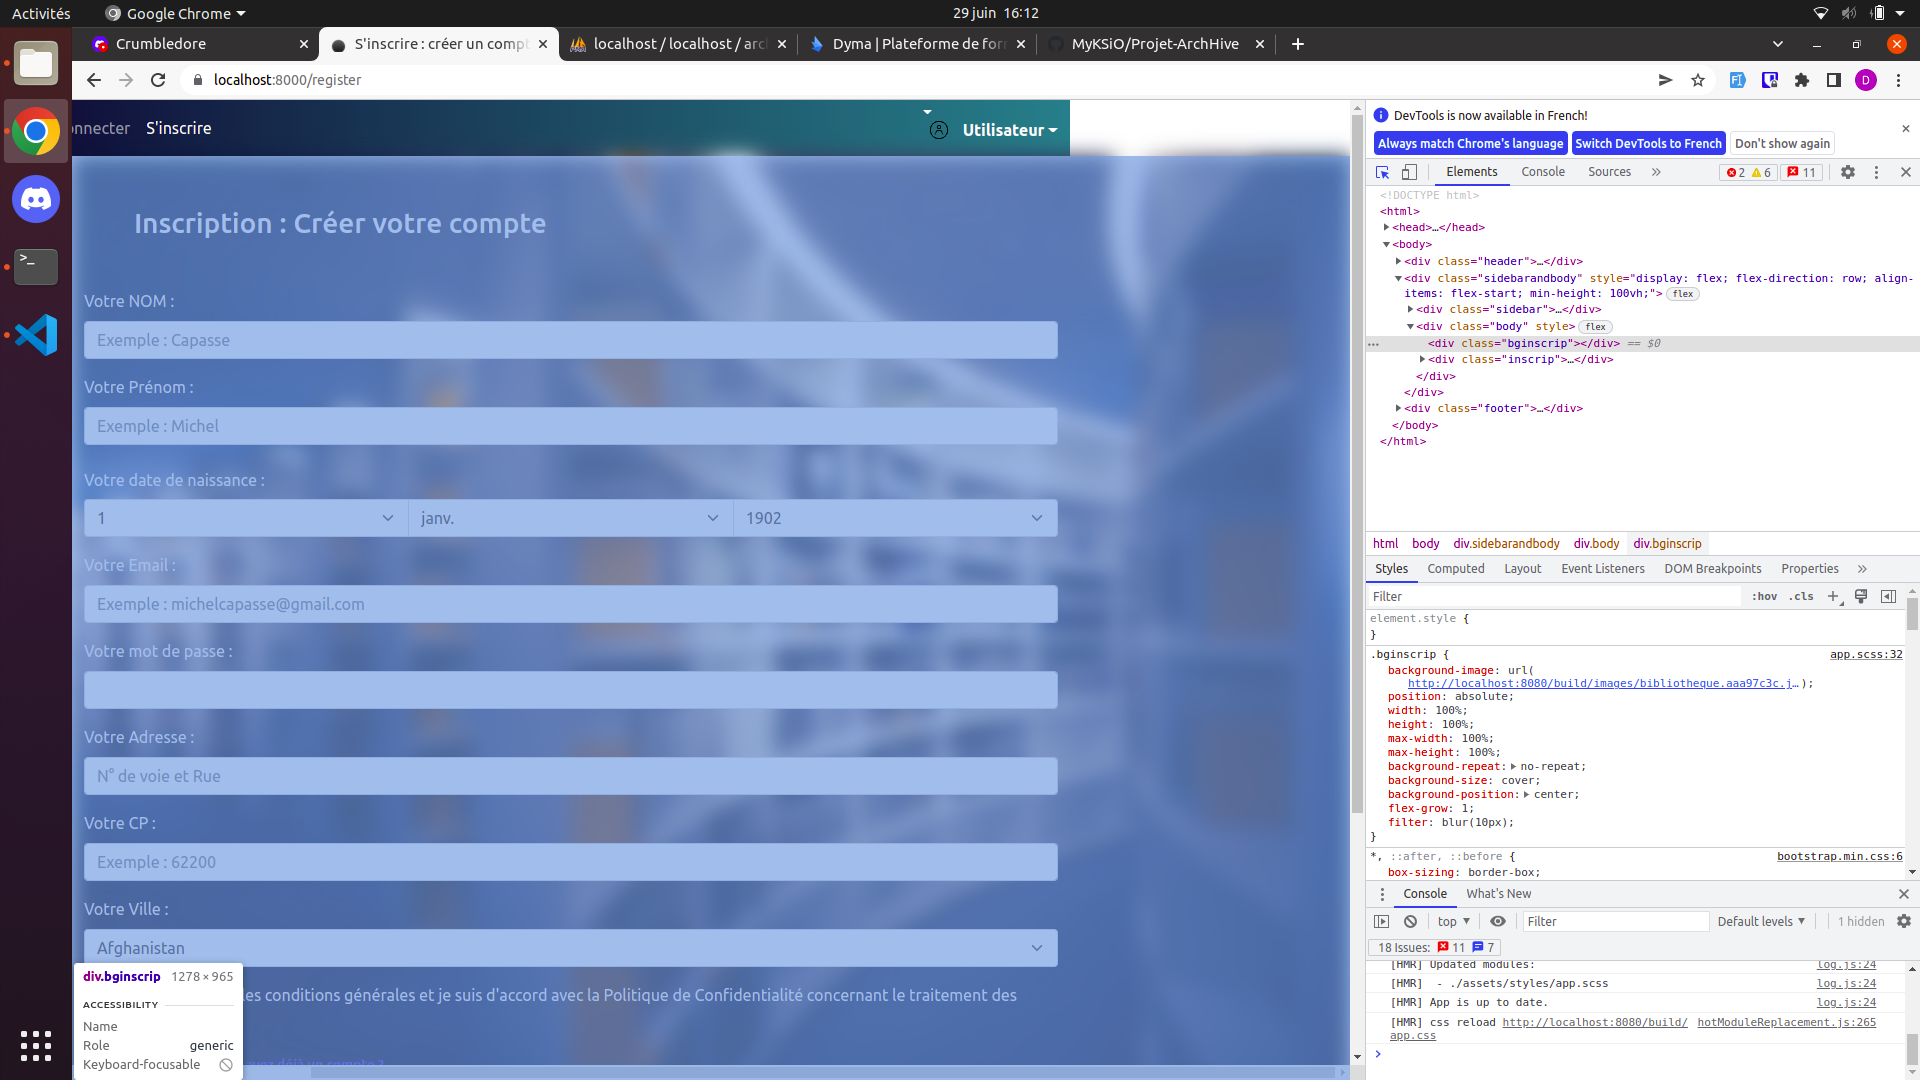 Activités
Google Chrome
29 juin 16:12
Crumbledore
S'inscrire : créer un compt
localhost / localhost / arc
Dyma | Plateforme de for
MyKSiO/Projet-ArchHive
localhost:8000/register
D
onnecter
S'inscrire
Utilisateur
Inscription : Créer votre compte
Votre NOM :
Exemple : Capasse
Votre Prénom :
Exemple : Michel
Votre date de naissance :
1
janv.
1902
Votre Email :
Exemple : michelcapasse@gmail.com
Votre mot de passe :
Votre Adresse :
N° de voie et Rue
Votre CP :
Exemple : 62200
Votre Ville :
Afghanistan
les conditions générales et je suis d'accord avec la Politique de Confidentialité concernant le traitement des
déjà un compte ?
div.bginscrip 1278 × 965
ACCESSIBILITY
Name
Role generic
Keyboard-focusable
DevTools is now available in French!
Always match Chrome's language
Switch DevTools to French
Don't show again
Elements
Console
Sources
2
6
11
<!DOCTYPE html>
<html>
<head>…</head>
<body>
<div class="header">…</div>
<div class="sidebarandbody" style="display: flex; flex-direction: row; align-
items: flex-start; min-height: 100vh;"> flex
<div class="sidebar">…</div>
<div class="body" style> flex
<div class="bginscrip"></div> == $0
<div class="inscrip">…</div>
</div>
</div>
<div class="footer">…</div>
</body>
</html>
html body div.sidebarandbody div.body div.bginscrip
Styles Computed Layout Event Listeners DOM Breakpoints Properties
Filter
:hov .cls
element.style {
}
.bginscrip {
app.scss:32
background-image: url(
http://localhost:8080/build/images/bibliotheque.aaa97c3c.j…);
position: absolute;
width: 100%;
height: 100%;
max-width: 100%;
max-height: 100%;
background-repeat: no-repeat;
background-size: cover;
background-position: center;
flex-grow: 1;
filter: blur(10px);
}
*, ::after, ::before {
bootstrap.min.css:6
box-sizing: border-box;
Console
What's New
top
Filter
Default levels
1 hidden
18 Issues: 11 7
[HMR] Updated modules: log.js:24
[HMR] - ./assets/styles/app.scss log.js:24
[HMR] App is up to date. log.js:24
[HMR] css reload http://localhost:8080/build/ hotModuleReplacement.js:265
app.css